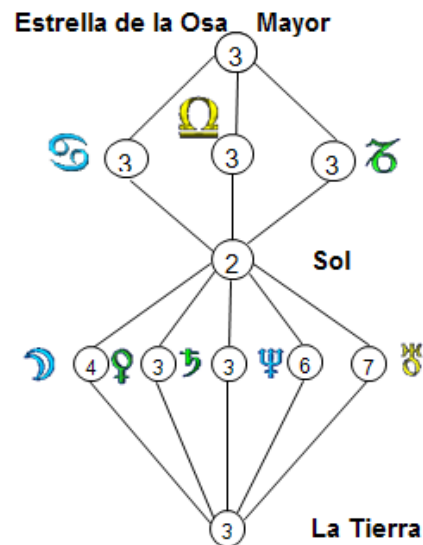 Estrella de la Osa Mayor
3
♋ 3 ♎ 3 3 ♑
2 Sol
☽ 4 ♀ 3 ♄ 3 ♆ 6 7 ♅
3 La Tierra